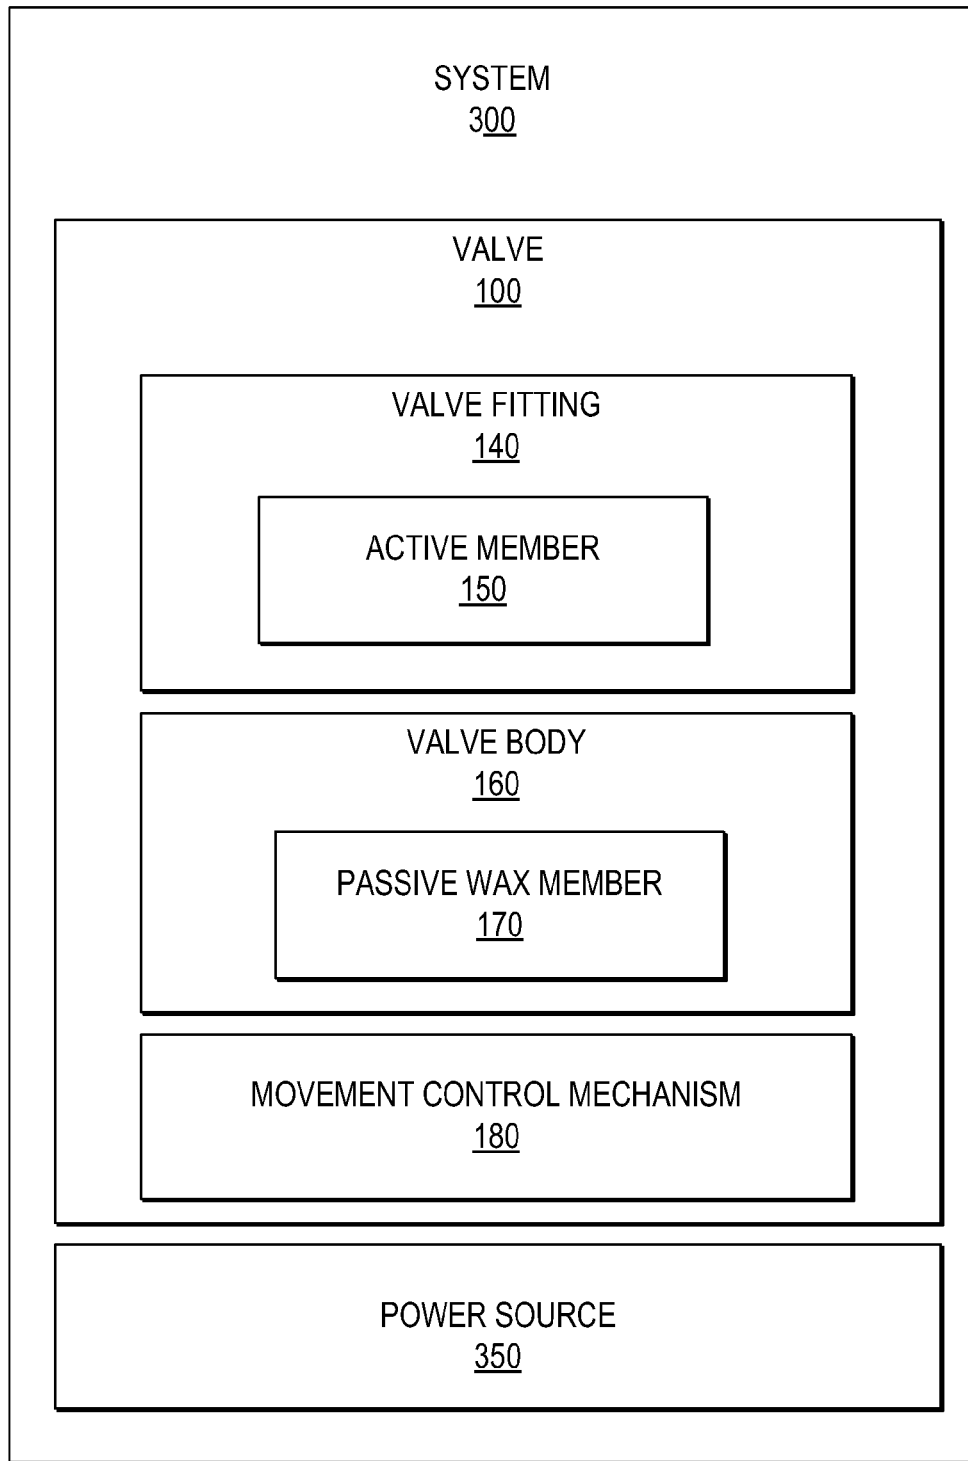 SYSTEM
300
VALVE
100
VALVE FITTING
140
ACTIVE MEMBER
150
VALVE BODY
160
PASSIVE WAX MEMBER
170
MOVEMENT CONTROL MECHANISM
180
POWER SOURCE
350